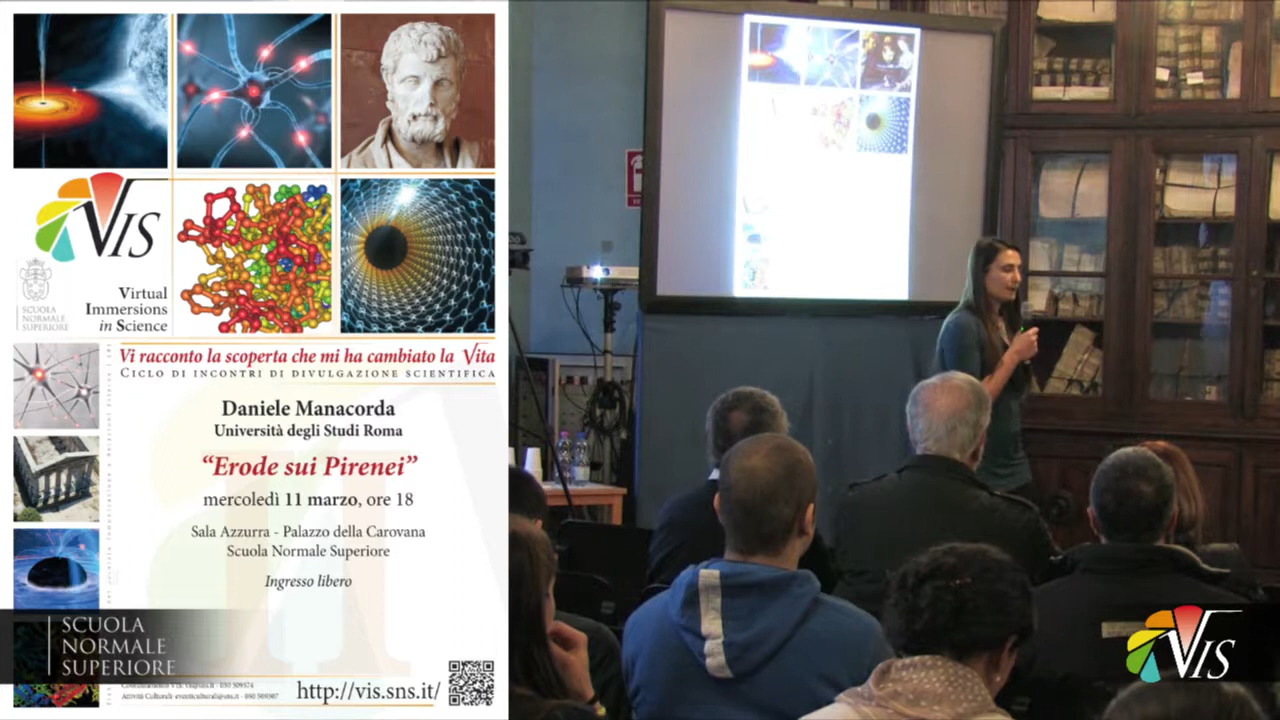 VIS
SCUOLA
NORMALE
SUPERIORE
Virtual
Immersions
in Science
Vi racconto la scoperta che mi ha cambiato la Vita
CICLO DI INCONTRI DI DIVULGAZIONE SCIENTIFICA
Daniele Manacorda
Università degli Studi Roma
“Erode sui Pirenei”
mercoledì 11 marzo, ore 18
Sala Azzurra - Palazzo della Carovana
Scuola Normale Superiore
Ingresso libero
SCUOLA
NORMALE
SUPERIORE
http://vis.sns.it/
VIS